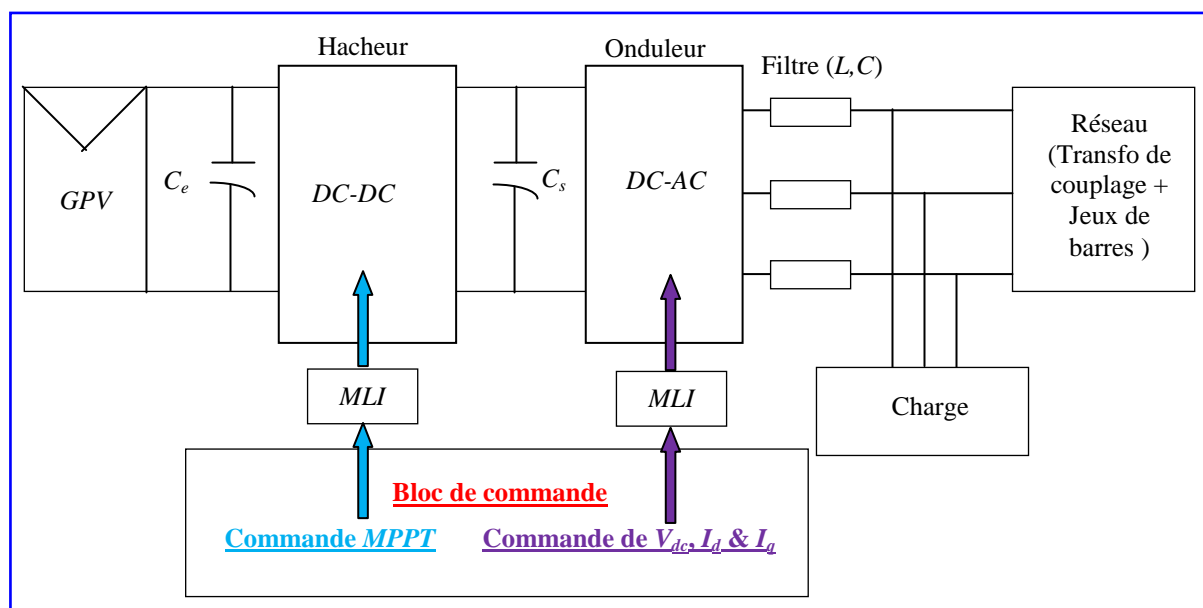 Hacheur
Onduleur
Filtre (L,C)
GPV
Ce
DC-DC
Cs
DC-AC
Réseau
(Transfo de
couplage +
Jeux de
barres )
MLI
MLI
Charge
Bloc de commande
Commande MPPT
Commande de Vdc, Id & Iq